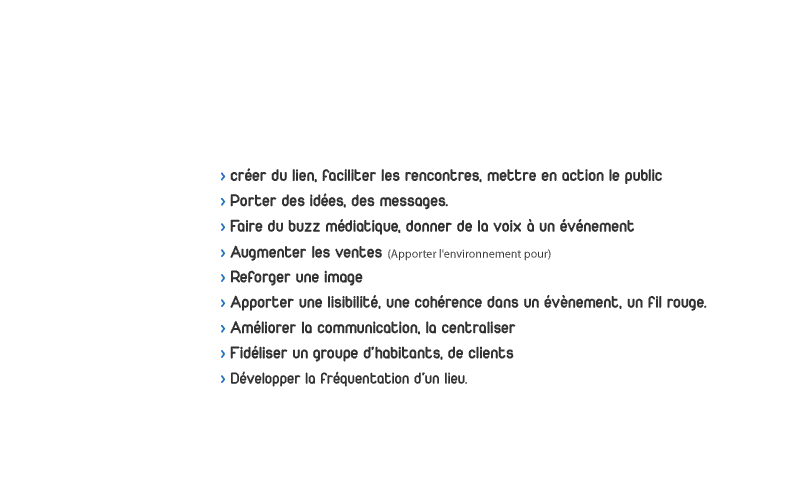 › créer du lien, faciliter les rencontres, mettre en action le public
› Porter des idées, des messages.
› Faire du buzz médiatique, donner de la voix à un événement
› Augmenter les ventes (Apporter l'environnement pour)
› Reforger une image
› Apporter une lisibilité, une cohérence dans un évènement, un fil rouge.
› Améliorer la communication, la centraliser
› Fidéliser un groupe d'habitants, de clients
› Développer la fréquentation d'un lieu.